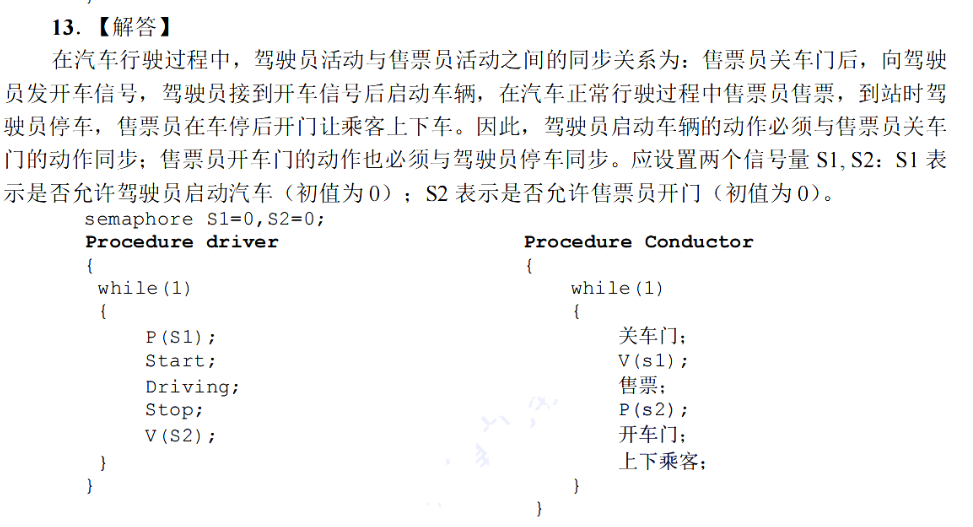 13. 【解答】
在汽车行驶过程中，驾驶员活动与售票员活动之间的同步关系为：售票员关车门后，向驾驶
员发开车信号，驾驶员接到开车信号后启动车辆，在汽车正常行驶过程中售票员售票，到站时驾
驶员停车，售票员在车停后开门让乘客上下车。因此，驾驶员启动车辆的动作必须与售票员关车
门的动作同步；售票员开车门的动作也必须与驾驶员停车同步。应设置两个信号量 S1, S2：S1 表
示是否允许驾驶员启动汽车（初值为 0）；S2 表示是否允许售票员开门（初值为 0）。
semaphore S1=0,S2=0;
Procedure driver
{
while(1)
{
P(S1);
Start;
Driving;
Stop;
V(S2);
}
}
Procedure Conductor
{
while(1)
{
关车门;
V(s1);
售票;
P(s2);
开车门;
上下乘客;
}
}